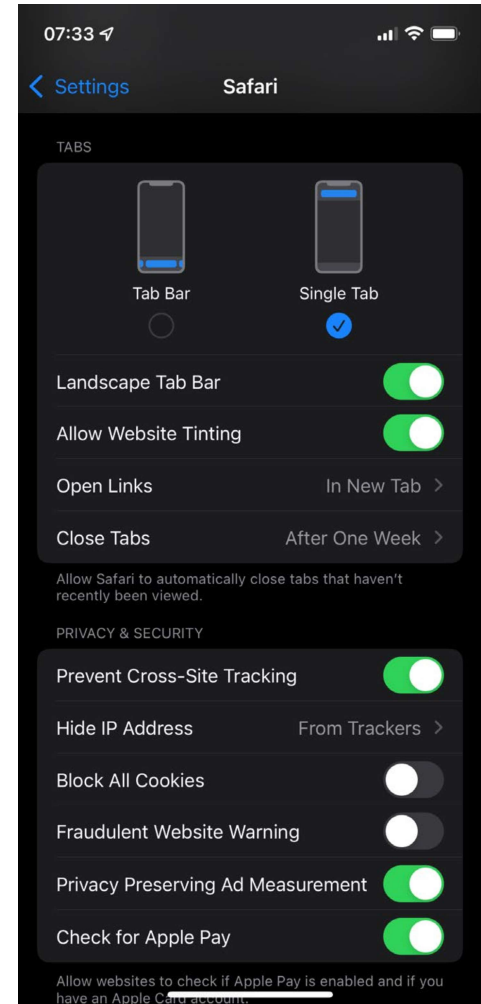 07:33
Settings
Safari
TABS
Tab Bar
Single Tab
Landscape Tab Bar
Allow Website Tinting
Open Links In New Tab
Close Tabs After One Week
Allow Safari to automatically close tabs that haven't
recently been viewed.
PRIVACY & SECURITY
Prevent Cross-Site Tracking
Hide IP Address From Trackers
Block All Cookies
Fraudulent Website Warning
Privacy Preserving Ad Measurement
Check for Apple Pay
Allow websites to check if Apple Pay is enabled and if you
have an Apple Card account.